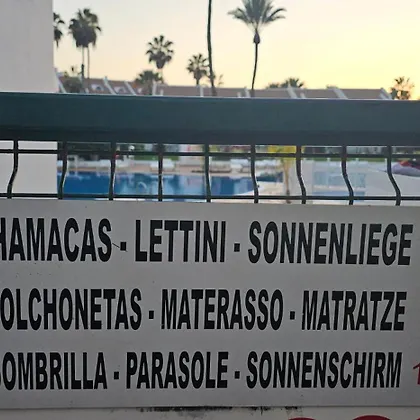 HAMACAS - LETTINI - SONNENLIEGE
OLCHONETAS - MATERASSO - MATRATZE
OMBRILLA - PARASOLE - SONNENSCHIRM